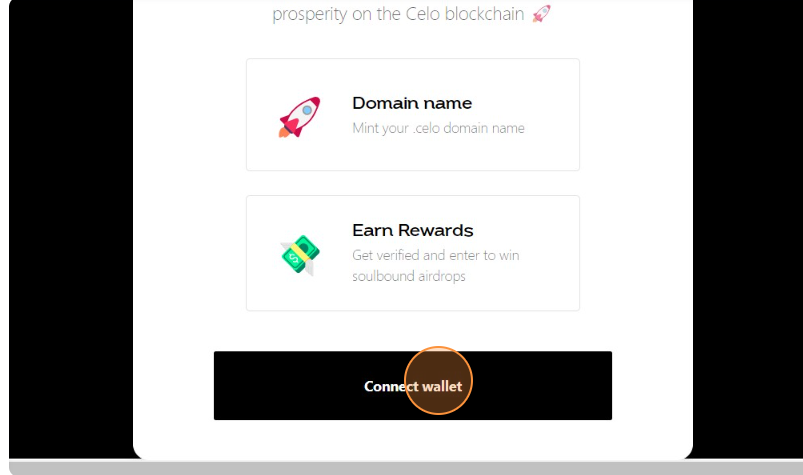 prosperity on the Celo blockchain 🚀
Domain name
Mint your .celo domain name
Earn Rewards
Get verified and enter to win
soulbound airdrops
Connect wallet